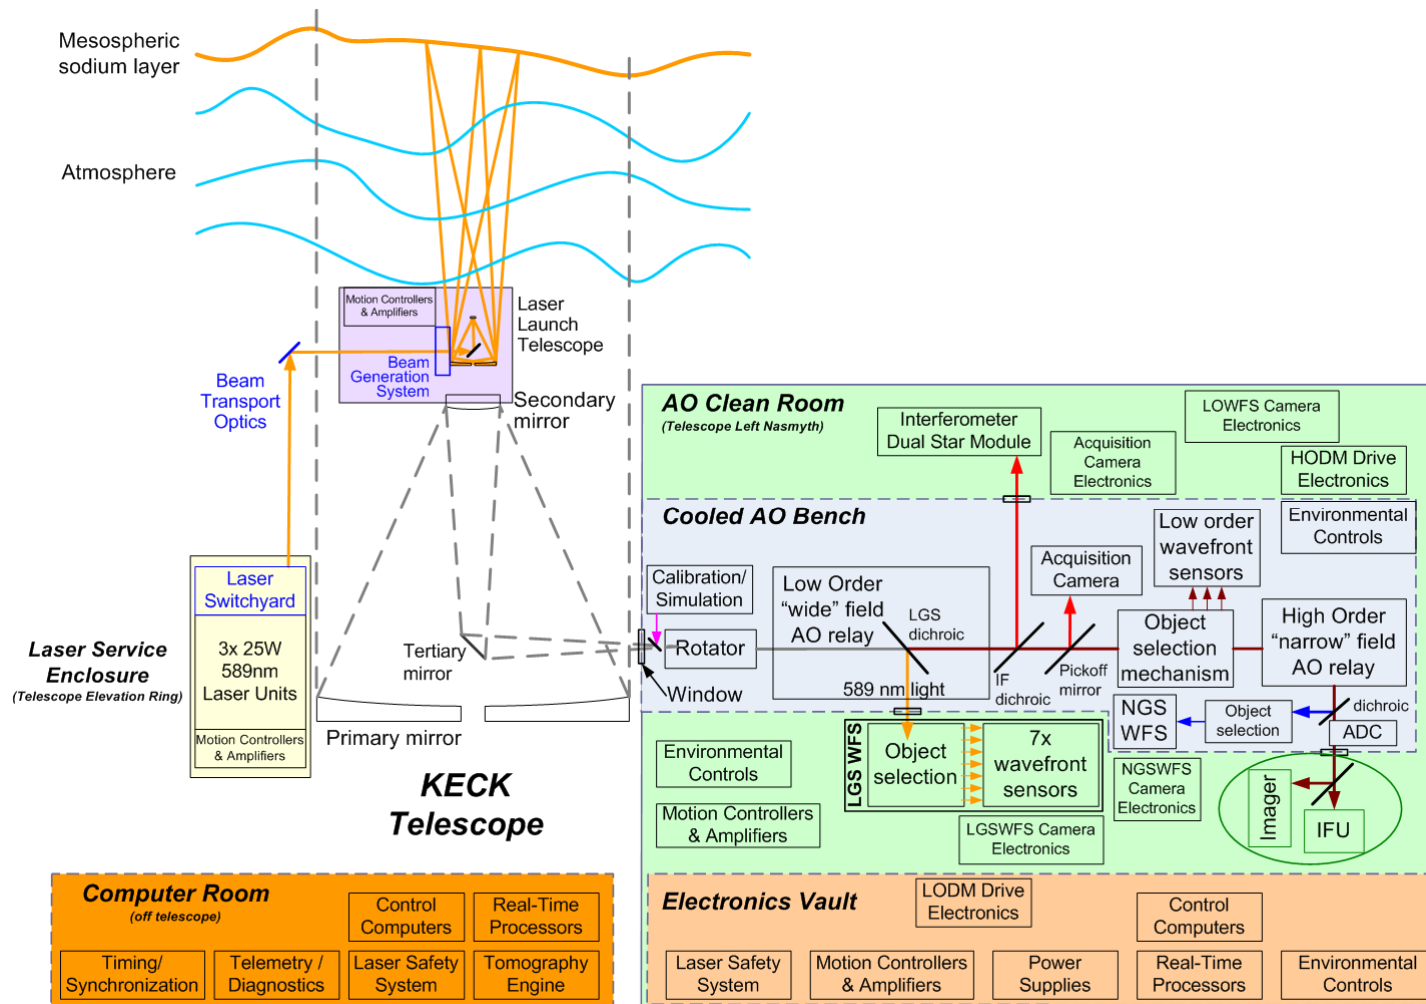 Mesospheric
sodium layer
Atmosphere
Motion Controllers
& Amplifiers
Laser
Launch
Telescope
Beam
Generation
System
Beam
Transport
Optics
Secondary
mirror
Laser Service
Enclosure
(Telescope Elevation Ring)
Laser
Switchyard
3x 25W
589nm
Laser Units
Motion Controllers
& Amplifiers
Tertiary
mirror
Primary mirror
KECK
Telescope
AO Clean Room
(Telescope Left Nasmyth)
Interferometer
Dual Star Module
Acquisition
Camera
Electronics
LOWFS Camera
Electronics
HODM Drive
Electronics
Cooled AO Bench
Environmental
Controls
Calibration/
Simulation
Rotator
Window
Low Order
“wide” field
AO relay
LGS
dichroic
589 nm light
IF
dichroic
Acquisition
Camera
Pickoff
mirror
Low order
wavefront
sensors
Object
selection
mechanism
High Order
“narrow” field
AO relay
dichroic
NGS
WFS
Object
selection
ADC
LGS WFS
Object
selection
7x
wavefront
sensors
LGSWFS Camera
Electronics
NGSWFS
Camera
Electronics
Imager
IFU
Environmental
Controls
Motion Controllers
& Amplifiers
Computer Room
(off telescope)
Control
Computers
Real-Time
Processors
Timing/
Synchronization
Telemetry /
Diagnostics
Laser Safety
System
Tomography
Engine
Electronics Vault
LODM Drive
Electronics
Control
Computers
Laser Safety
System
Motion Controllers
& Amplifiers
Power
Supplies
Real-Time
Processors
Environmental
Controls